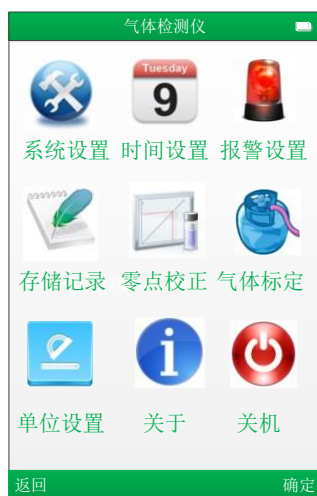 气体检测仪
Tuesday
9
系统设置 时间设置 报警设置
存储记录 零点校正 气体标定
单位设置 关于 关机
返回 确定